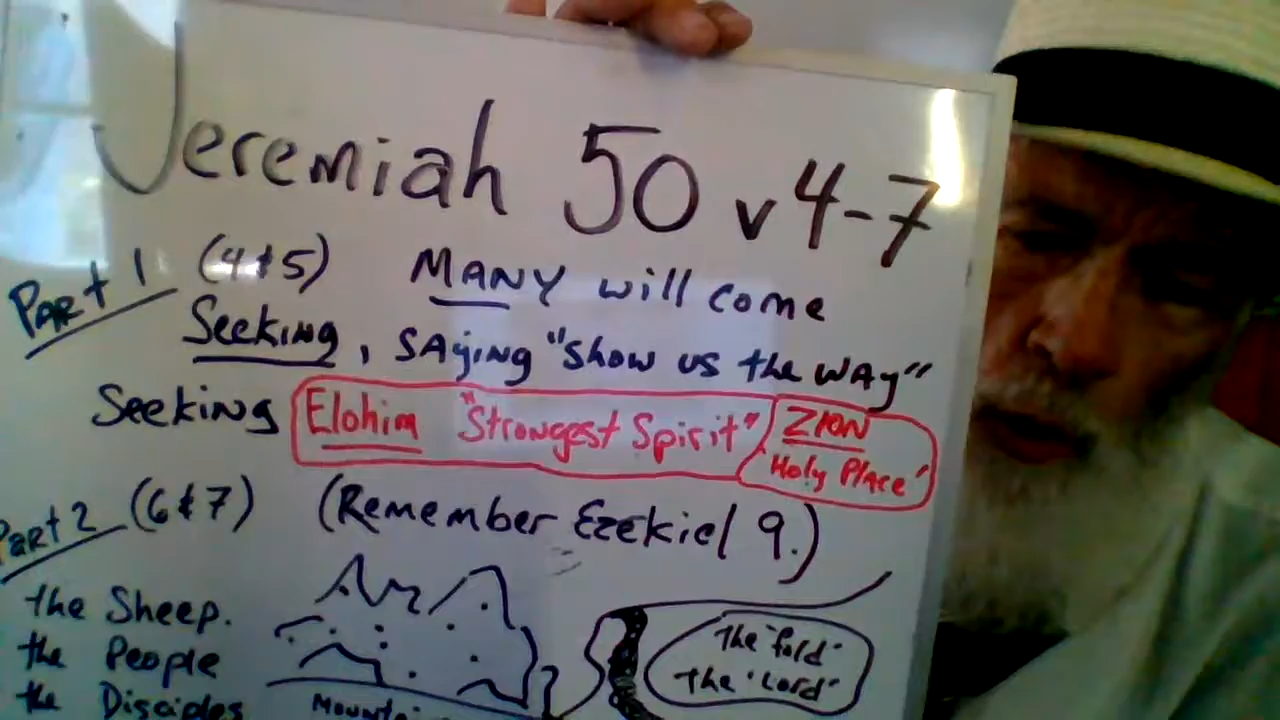 Jeremiah 50 v 4-7
Part 1 (4 & 5) MANY will come
Seeking, saying "Show us the way"
Seeking Elohim "Strongest Spirit" ZION
"Holy Place"
Part 2 (6 & 7) (Remember Ezekiel 9.)
the Sheep.
the People
the Disciples
The "fold"
The "Lord"